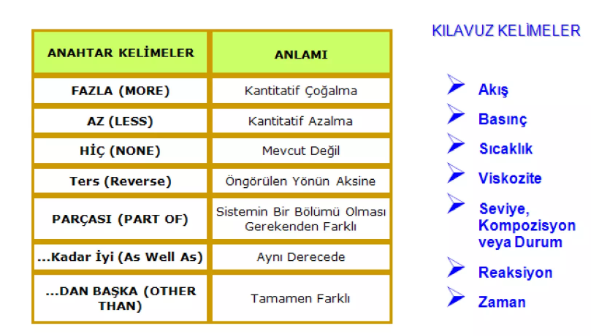 KILAVUZ KELİMELER
ANAHTAR KELİMELER ANLAMI
FAZLA (MORE) Kantitatif Çoğalma
AZ (LESS) Kantitatif Azalma
HİÇ (NONE) Mevcut Değil
Ters (Reverse) Öngörülen Yönün Aksine
PARÇASI (PART OF) Sistemin Bir Bölümü Olması
Gerekenden Farklı
...Kadar İyi (As Well As) Aynı Derecede
...DAN BAŞKA (OTHER
THAN) Tamamen Farklı
Akış
Basınç
Sıcaklık
Viskozite
Seviye,
Kompozisyon
veya Durum
Reaksiyon
Zaman